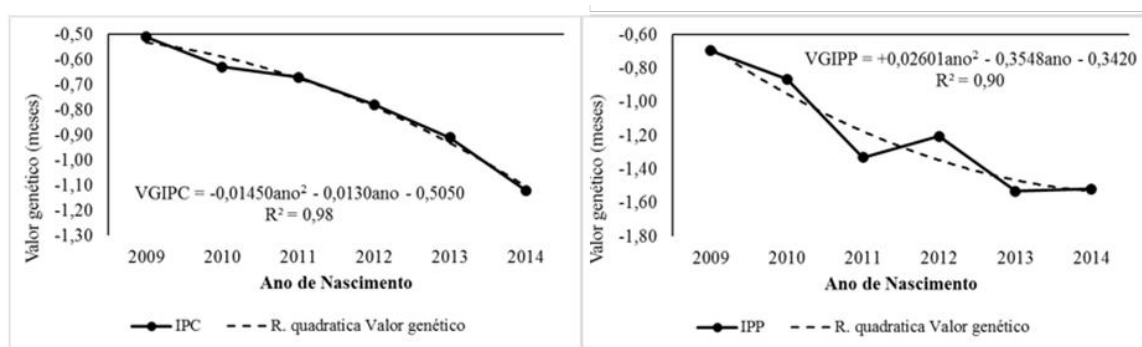 -0,50
-0,60
-0,70
-0,80
-0,90
-1,00
-1,10
-1,20
-1,30
Valor genético (meses)
VGIPC = -0,01450ano² - 0,0130ano - 0,5050
R² = 0,98
2009 2010 2011 2012 2013 2014
Ano de Nascimento
IPC R. quadratica Valor genético
-0,60
-0,80
-1,00
-1,20
-1,40
-1,60
-1,80
Valor genético (meses)
VGIPP = +0,02601ano² - 0,3548ano - 0,3420
R² = 0,90
2009 2010 2011 2012 2013 2014
Ano de Nascimento
IPP R. quadratica Valor genético